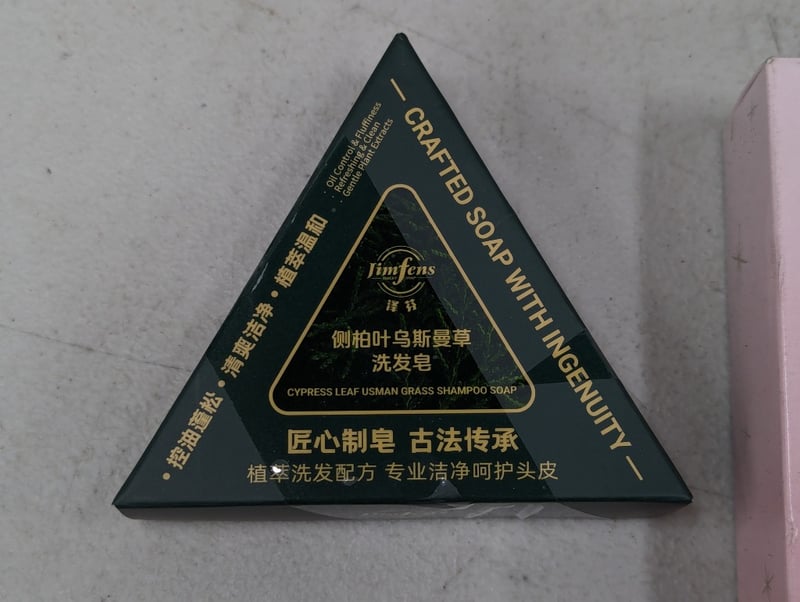 Oil Control & Fluffiness
Refreshing & Clean
Gentle Plant Extracts
— CRAFTED SOAP WITH INGENUITY —
• 控油蓬松 • 清爽洁净 • 植萃温和
Jimfens
泽芬
侧柏叶乌斯曼草
洗发皂
CYPRESS LEAF USMAN GRASS SHAMPOO SOAP
匠心制皂 古法传承
植萃洗发配方 专业洁净呵护头皮